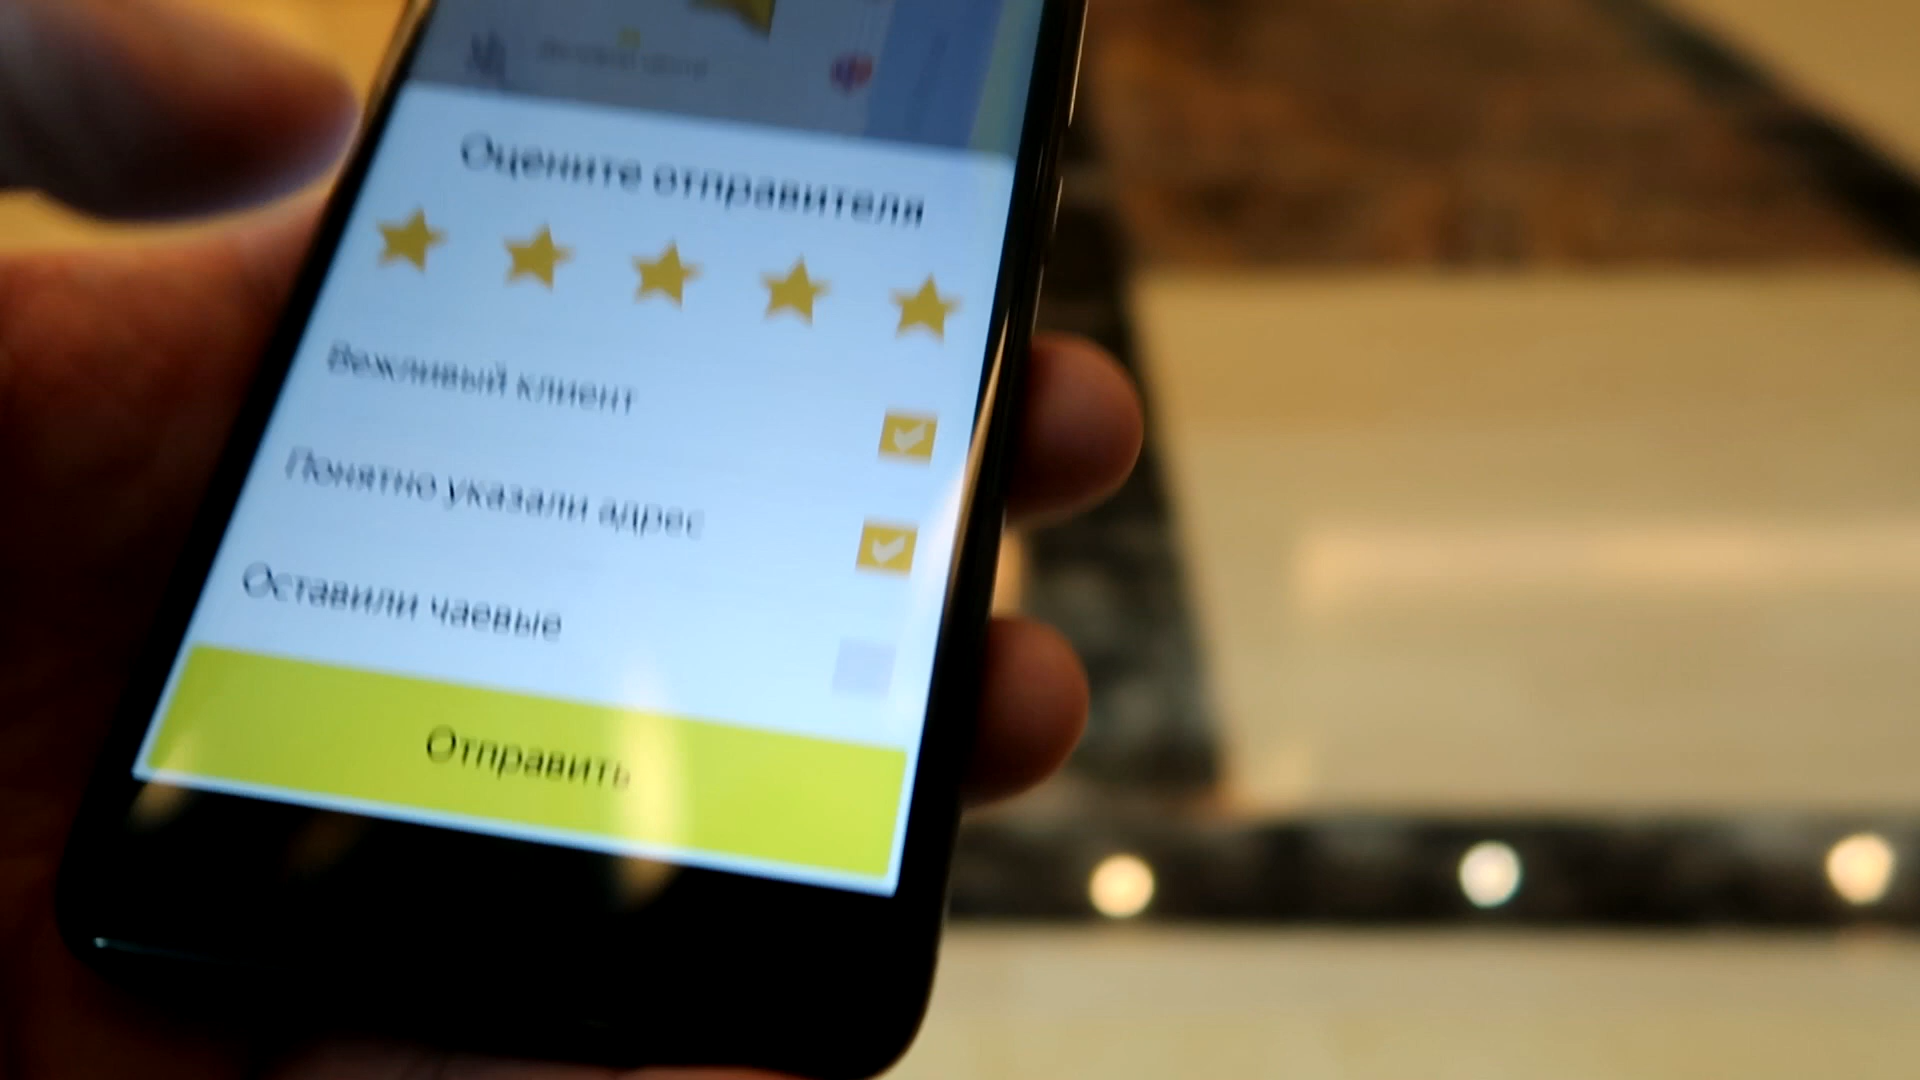 Оцените отправителя
Вежливый клиент
Понятно указали адрес
Оставили чаевые
Отправить